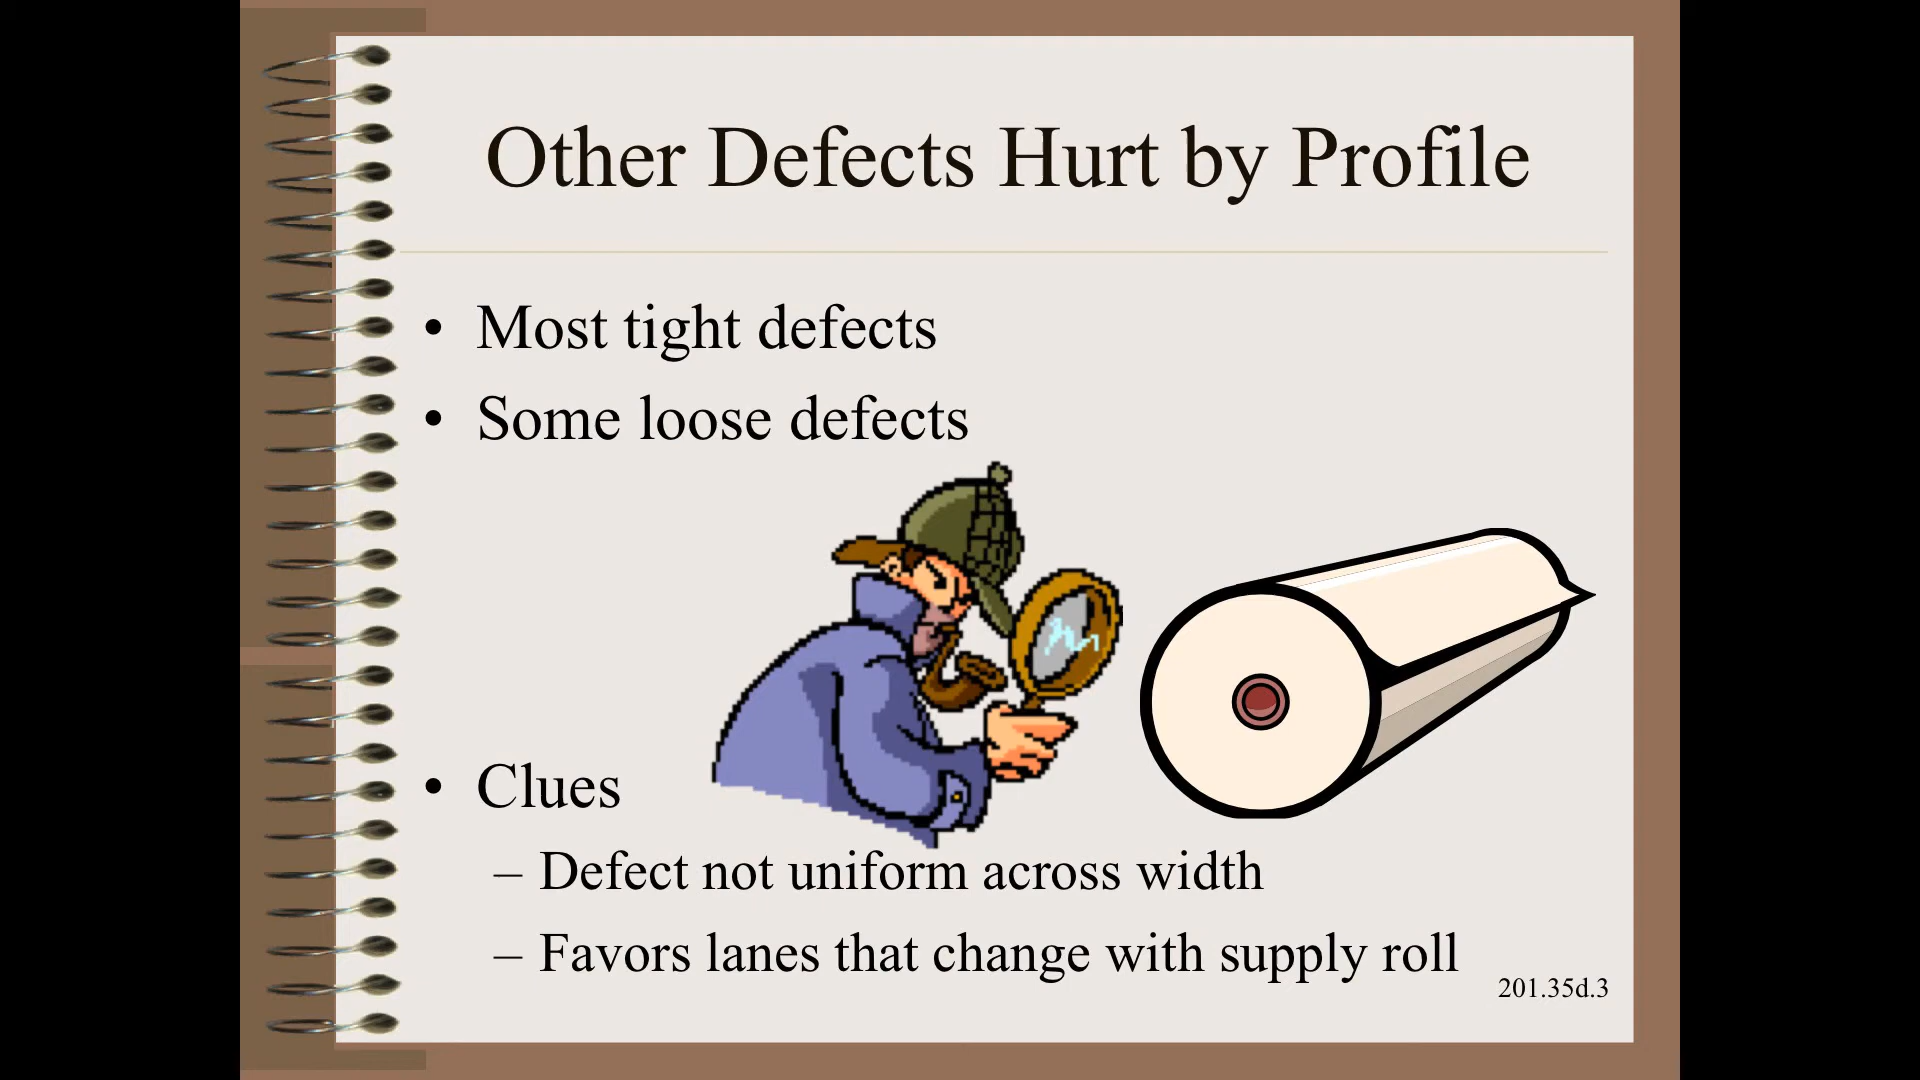 Other Defects Hurt by Profile
• Most tight defects
• Some loose defects
• Clues
– Defect not uniform across width
– Favors lanes that change with supply roll
201.35d.3